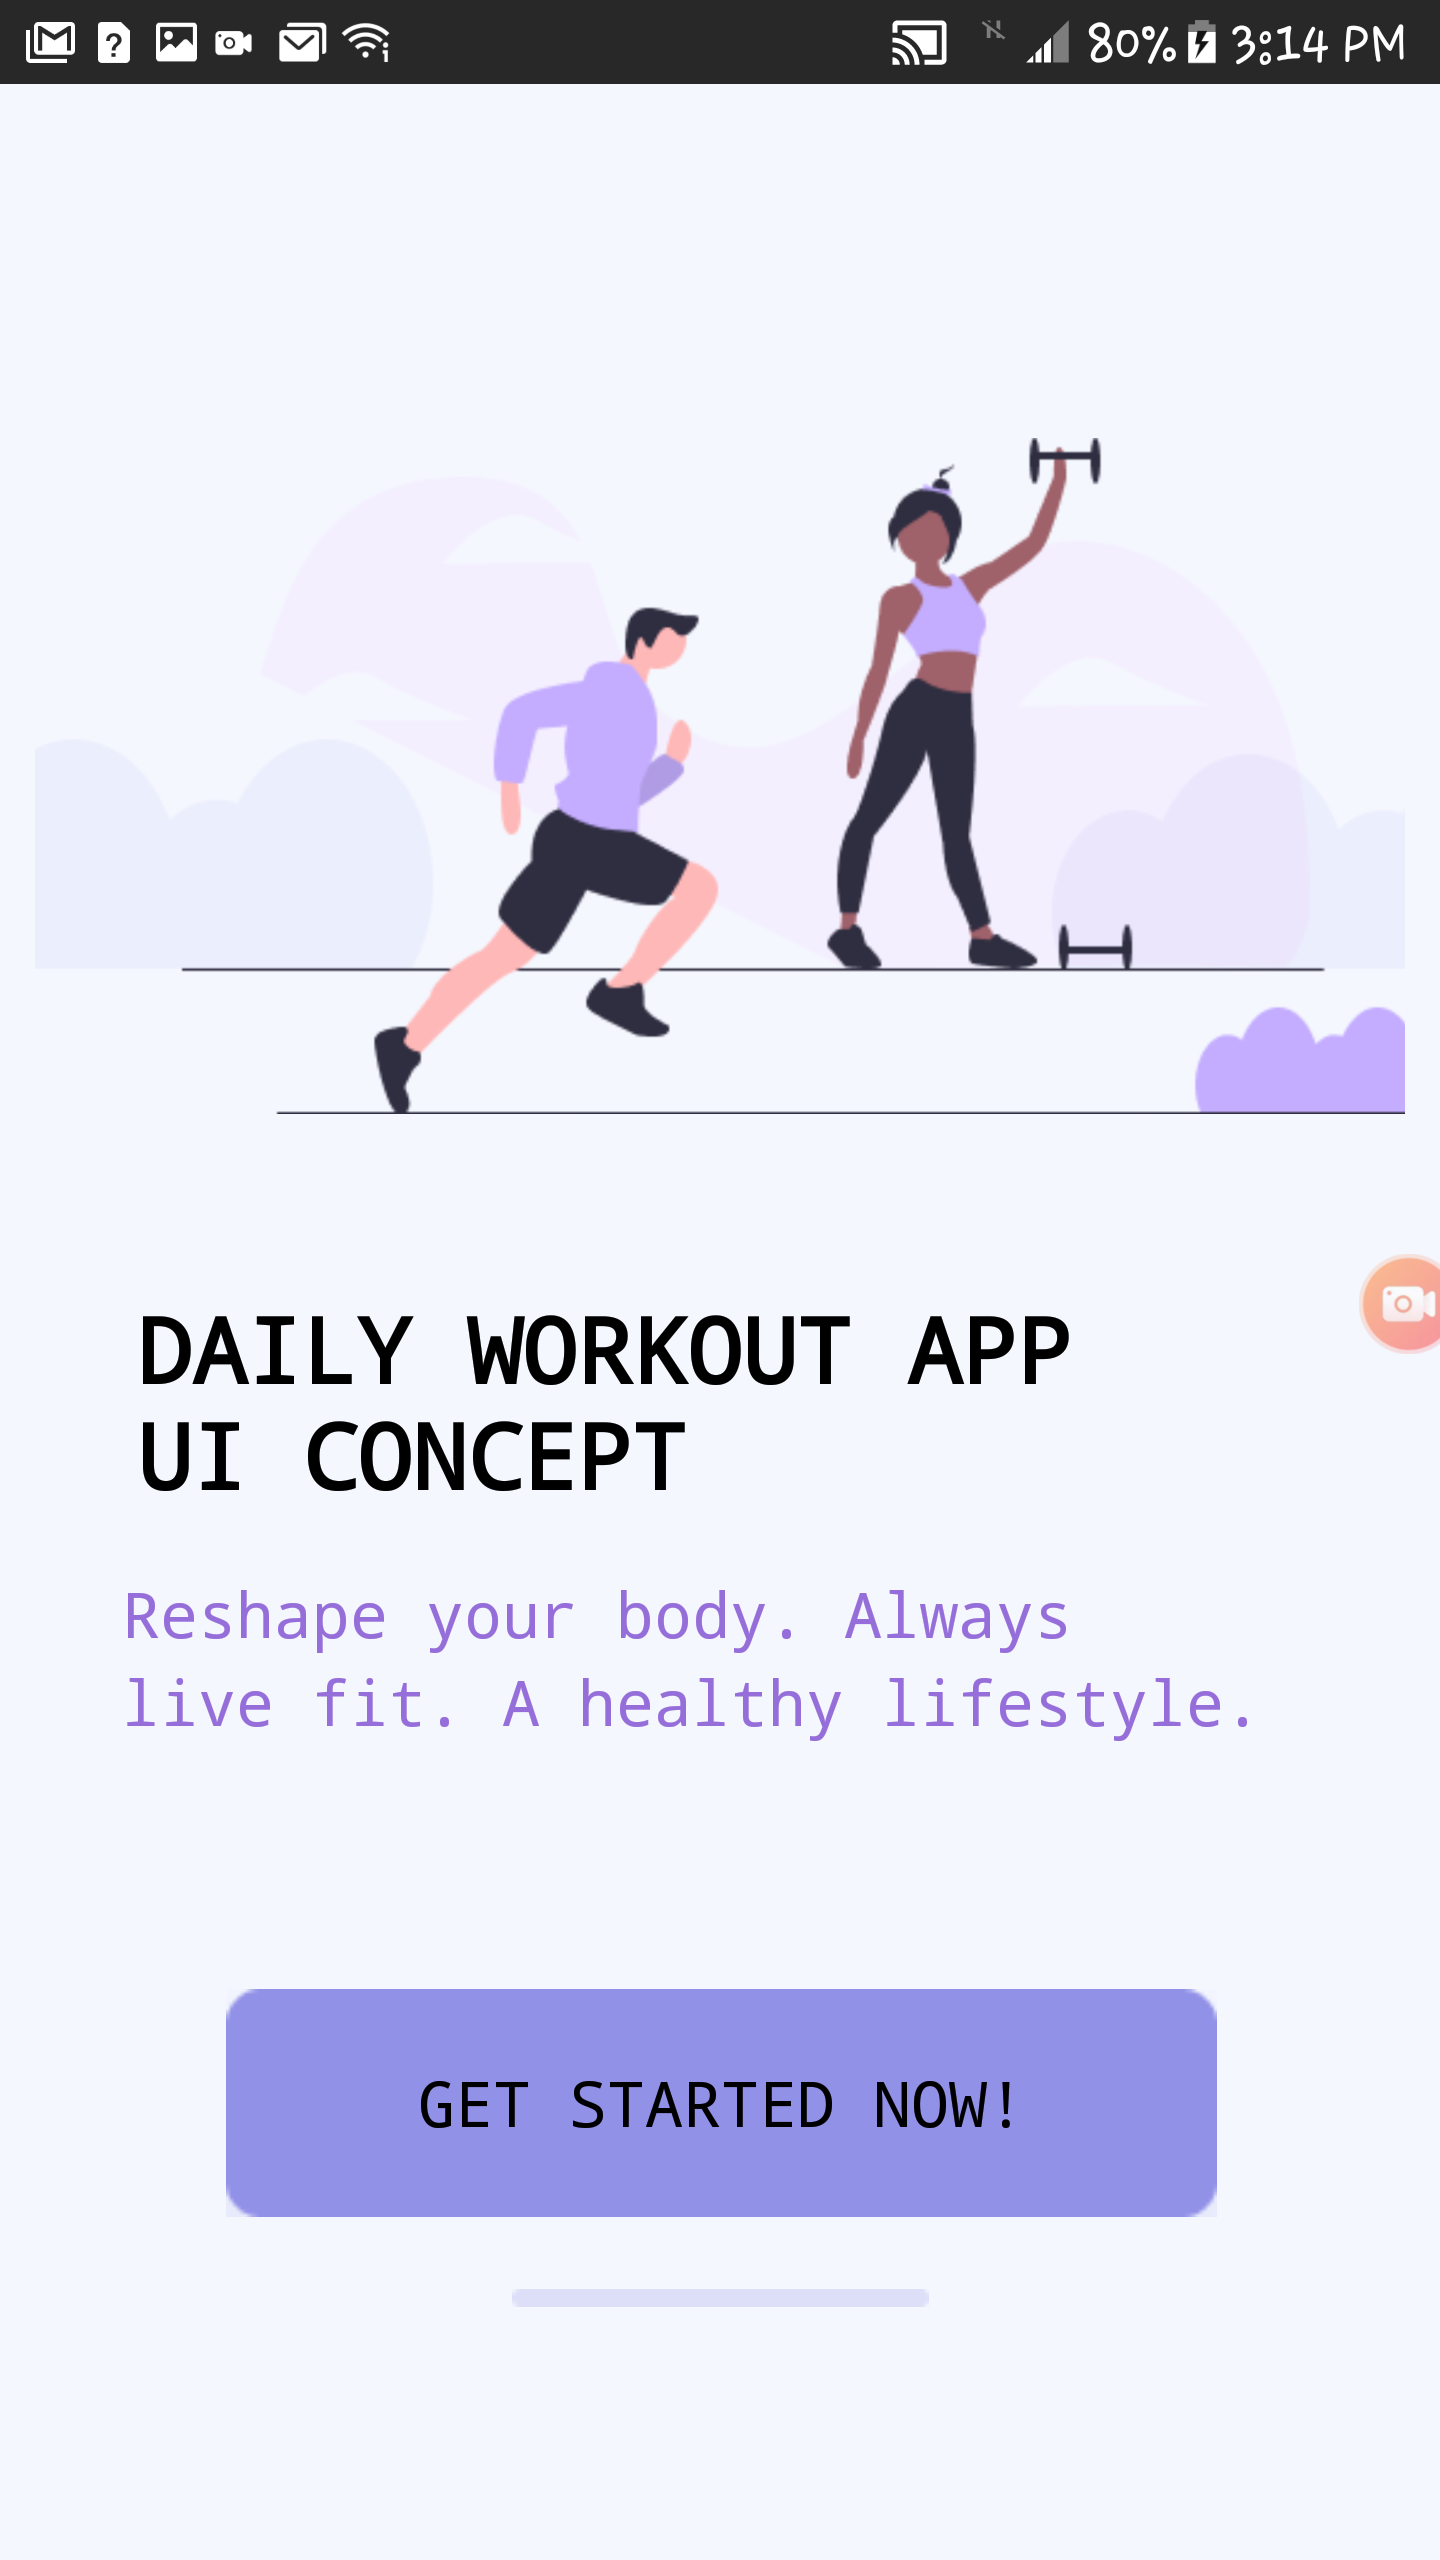 80% 3:14 PM
DAILY WORKOUT APP
UI CONCEPT
Reshape your body. Always
live fit. A healthy lifestyle.
GET STARTED NOW!